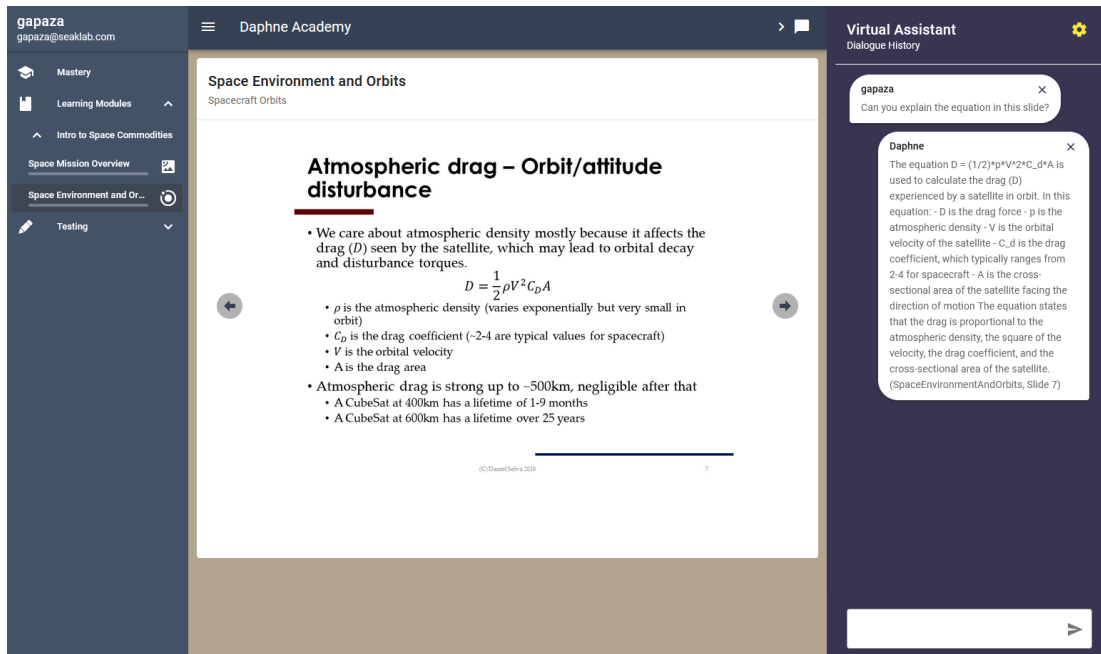 gapaza
gapaza@seaklab.com
Mastery
Learning Modules
Intro to Space Commodities
Space Mission Overview
Space Environment and Or...
Testing
Daphne Academy
Space Environment and Orbits
Spacecraft Orbits
Atmospheric drag – Orbit/attitude
disturbance
• We care about atmospheric density mostly because it affects the
drag (D) seen by the satellite, which may lead to orbital decay
and disturbance torques.
D = 1/2 ρV²C_D A
• ρ is the atmospheric density (varies exponentially but very small in
orbit)
• C_D is the drag coefficient (~2-4 are typical values for spacecraft)
• V is the orbital velocity
• A is the drag area
• Atmospheric drag is strong up to ~500km, negligible after that
• A CubeSat at 400km has a lifetime of 1-9 months
• A CubeSat at 600km has a lifetime over 25 years
(C) Daniel Selva 2018
7
Virtual Assistant
Dialogue History
gapaza
Can you explain the equation in this slide?
Daphne
The equation D = (1/2)*p*V^2*C_d*A is
used to calculate the drag (D)
experienced by a satellite in orbit. In this
equation: - D is the drag force - p is the
atmospheric density - V is the orbital
velocity of the satellite - C_d is the drag
coefficient, which typically ranges from
2-4 for spacecraft - A is the cross-
sectional area of the satellite facing the
direction of motion The equation states
that the drag is proportional to the
atmospheric density, the square of the
velocity, the drag coefficient, and the
cross-sectional area of the satellite.
(SpaceEnvironmentAndOrbits, Slide 7)